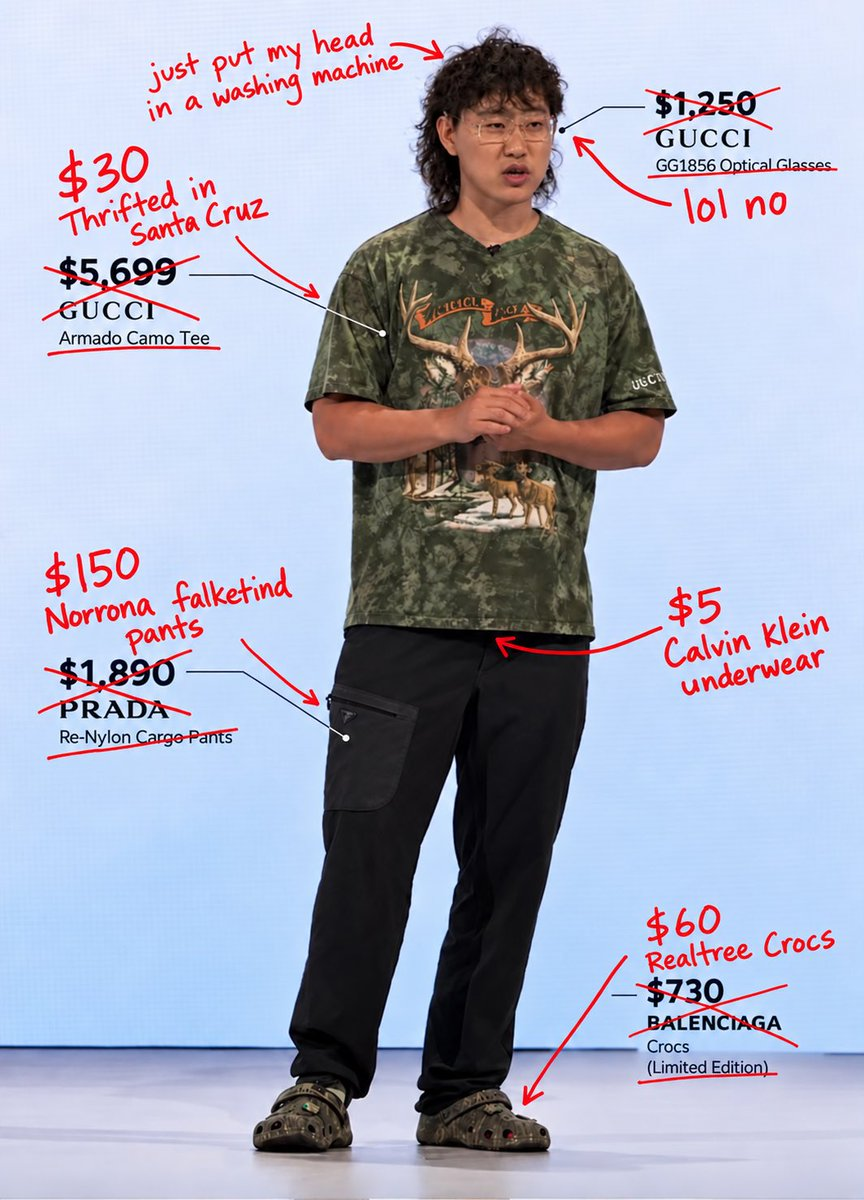 just put my head
in a washing machine
$1,250
GUCCI
GG1856 Optical Glasses
lol no
$30
Thrifted in
Santa Cruz
$5,699
GUCCI
Armado Camo Tee
$150
Norrona falketind
pants
$1,890
PRADA
Re-Nylon Cargo Pants
$5
Calvin Klein
underwear
$60
Realtree Crocs
$730
BALENCIAGA
Crocs
(Limited Edition)